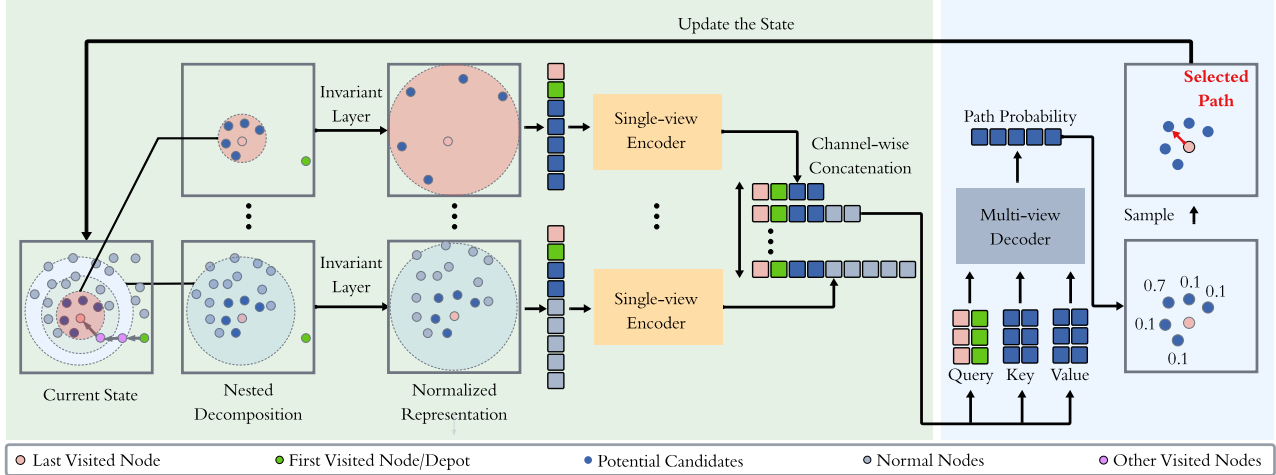 Update the State
Invariant
Layer
Single-view
Encoder
Channel-wise
Concatenation
Path Probability
Selected
Path
Multi-view
Decoder
Sample
Invariant
Layer
Single-view
Encoder
0.7
0.1
0.1
0.1
0.1
Query
Key
Value
Current State
Nested
Decomposition
Normalized
Representation
Last Visited Node
First Visited Node/Depot
Potential Candidates
Normal Nodes
Other Visited Nodes